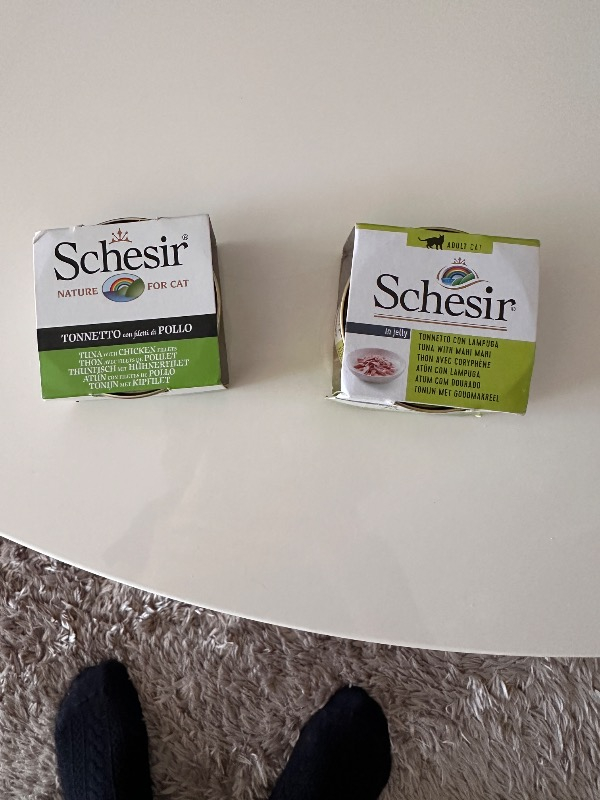 Schesir®
NATURE FOR CAT
TONNETTO con filetti di POLLO
TUNA WITH CHICKEN FILLETS
THON AVEC FILETS DE POULET
THUNFISCH MIT HÜHNERFILET
ATÚN CON FILETES DE POLLO
TONIJN MET KIPFILET
ADULT CAT
Schesir®
in jelly
TONNETTO CON LAMPUGA
TUNA WITH MAHI MAHI
THON AVEC CORYPHÈNE
ATÚN CON LAMPUGA
ATUM COM DOURADO
TONIJN MET GOUDMAKREEL